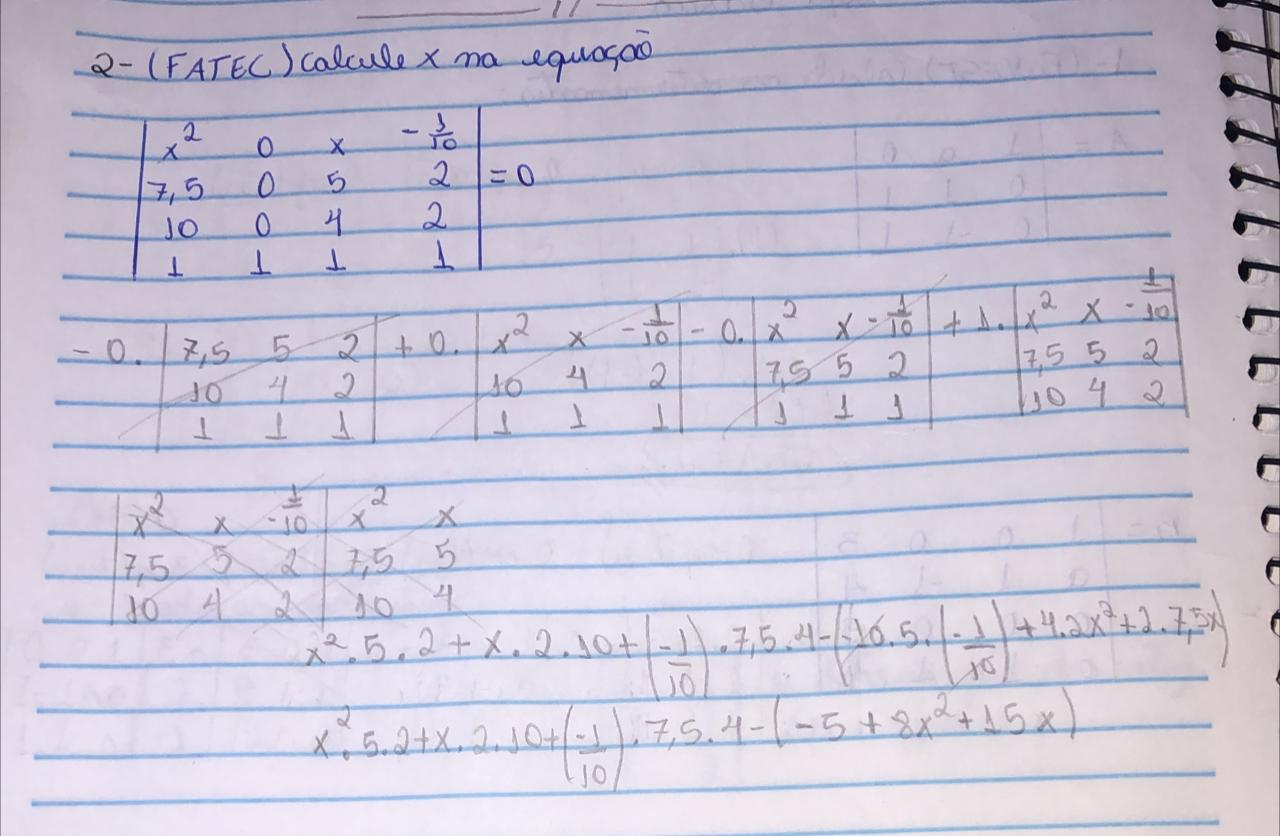 2- (FATEC) calcule x na equação
| x² 0 x -1/10 |
| 7,5 0 5 2 | = 0
| 10 0 4 2 |
| 1 1 1 1 |
- 0. | 7,5 5 2 | + 0. | x² x -1/10 | - 0. | x² x -1/10 | + 1. | x² x -1/10 |
| 10 4 2 | | 10 4 2 | | 7,5 5 2 | | 7,5 5 2 |
| 1 1 1 | | 1 1 1 | | 1 1 1 | | 10 4 2 |
| x² x -1/10 | x² x
| 7,5 5 2 | 7,5 5
| 10 4 2 | 10 4
x².5.2 + x.2.10 + (-1/10).7,5.4 - (10.5.(-1/10) + 4.2x² + 2.7,5x)
x².5.2 + x.2.10 + (-1/10).7,5.4 - (-5 + 8x² + 15x)